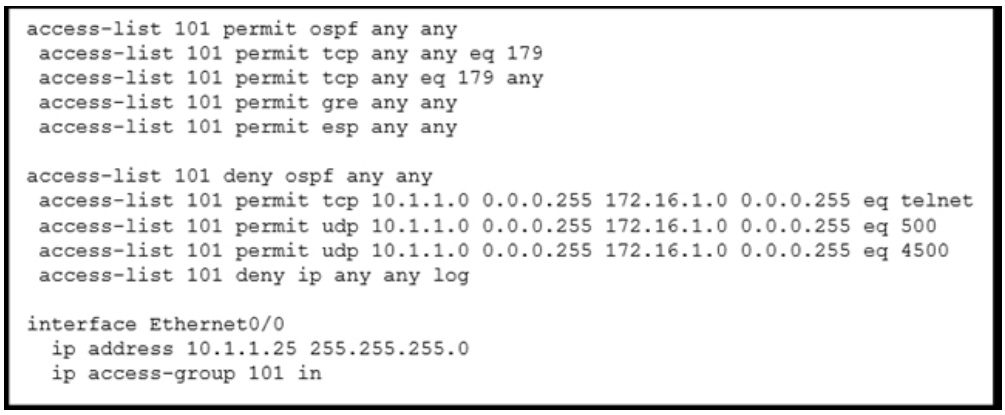 access-list 101 permit ospf any any
access-list 101 permit tcp any any eq 179
access-list 101 permit tcp any eq 179 any
access-list 101 permit gre any any
access-list 101 permit esp any any
access-list 101 deny ospf any any
access-list 101 permit tcp 10.1.1.0 0.0.0.255 172.16.1.0 0.0.0.255 eq telnet
access-list 101 permit udp 10.1.1.0 0.0.0.255 172.16.1.0 0.0.0.255 eq 500
access-list 101 permit udp 10.1.1.0 0.0.0.255 172.16.1.0 0.0.0.255 eq 4500
access-list 101 deny ip any any log
interface Ethernet0/0
ip address 10.1.1.25 255.255.255.0
ip access-group 101 in